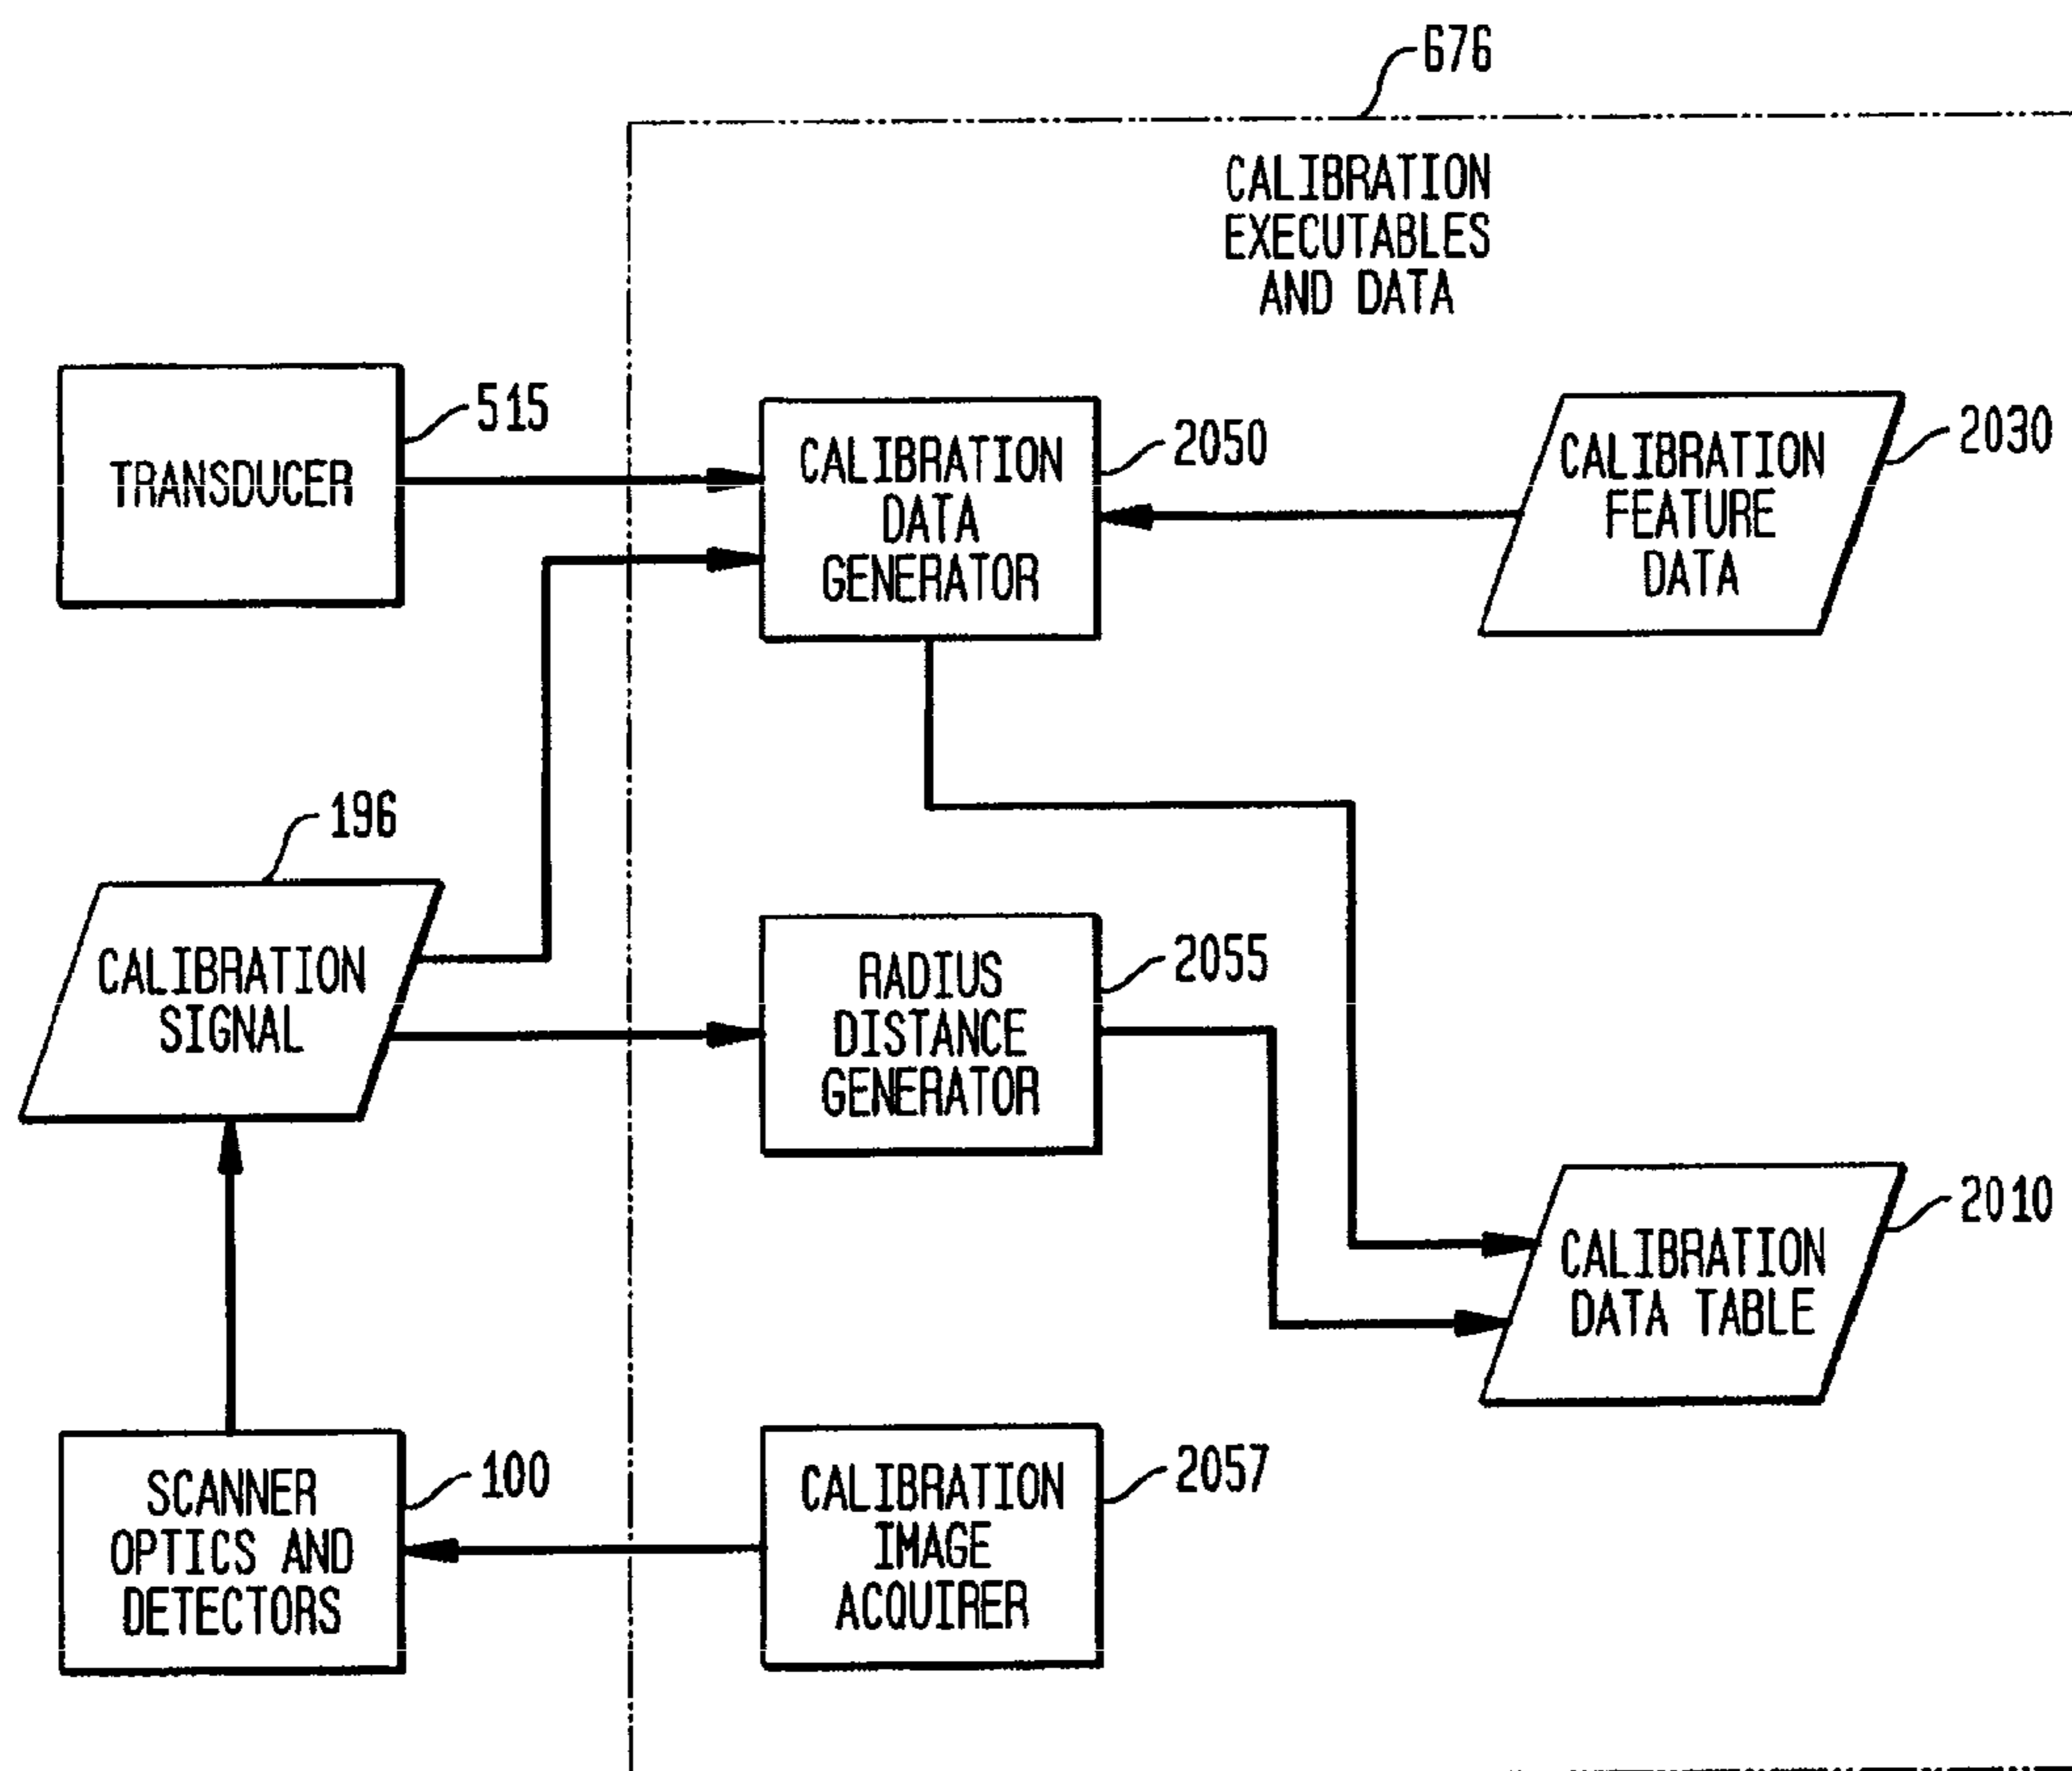 676
CALIBRATION
EXECUTABLES
AND DATA
TRANSDUCER
515
CALIBRATION
DATA
GENERATOR
2050
CALIBRATION
FEATURE
DATA
2030
196
CALIBRATION
SIGNAL
RADIUS
DISTANCE
GENERATOR
2055
CALIBRATION
DATA TABLE
2010
SCANNER
OPTICS AND
DETECTORS
100
CALIBRATION
IMAGE
ACQUIRER
2057